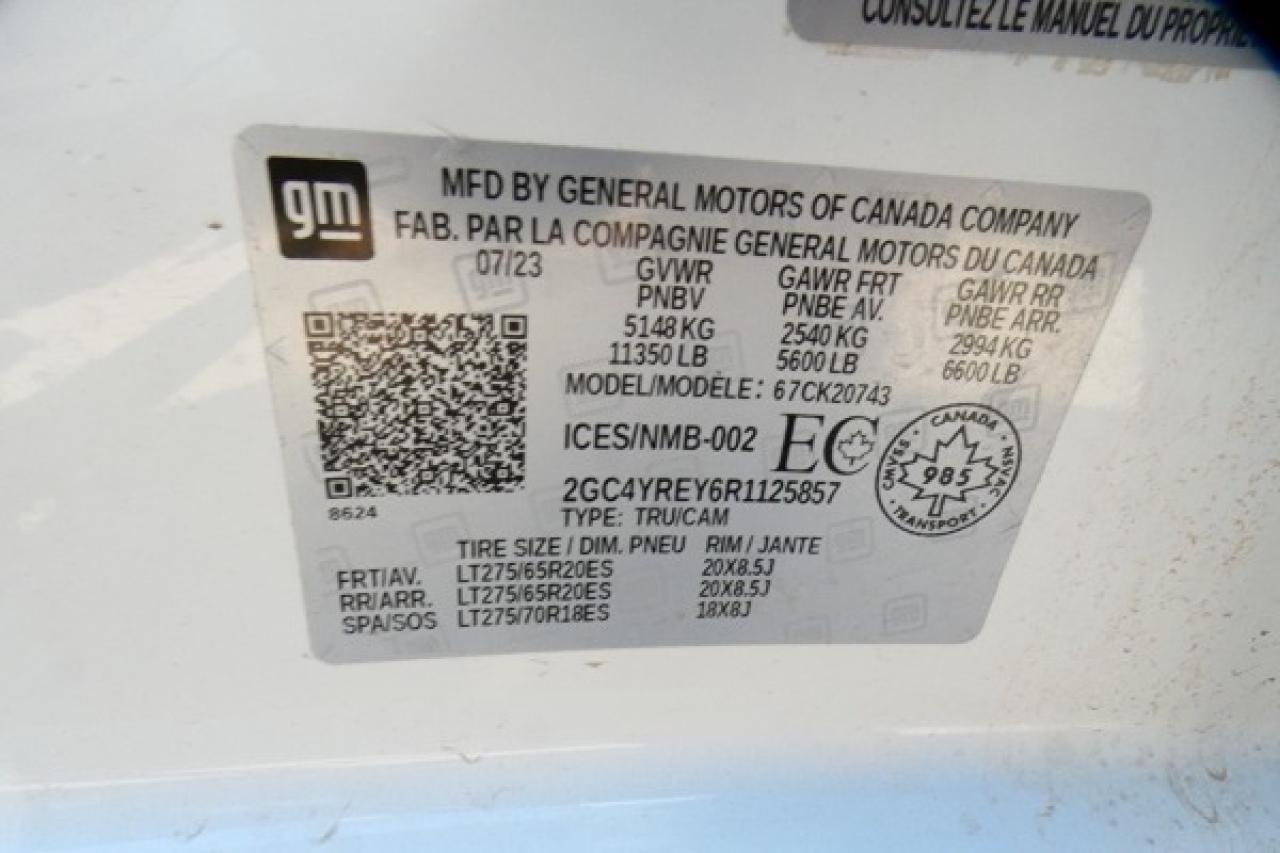 CONSULTEZ LE MANUEL DU
gm
MFD BY GENERAL MOTORS OF CANADA COMPANY
FAB. PAR LA COMPAGNIE GENERAL MOTORS DU CANADA
07/23 GVWR GAWR FRT GAWR RR
PNBV PNBE AV. PNBE ARR.
5148 KG 2540 KG 2994 KG
11350 LB 5600 LB 6600 LB
MODEL/MODÈLE: 67CK20743
ICES/NMB-002 EC
CANADA
CMVSS 985 NSVAC
TRANSPORT
2GC4YREY6R1125857
8624
TYPE: TRU/CAM
TIRE SIZE / DIM. PNEU RIM / JANTE
FRT/AV. LT275/65R20ES 20X8.5J
RR/ARR. LT275/65R20ES 20X8.5J
SPA/SOS LT275/70R18ES 18X8J